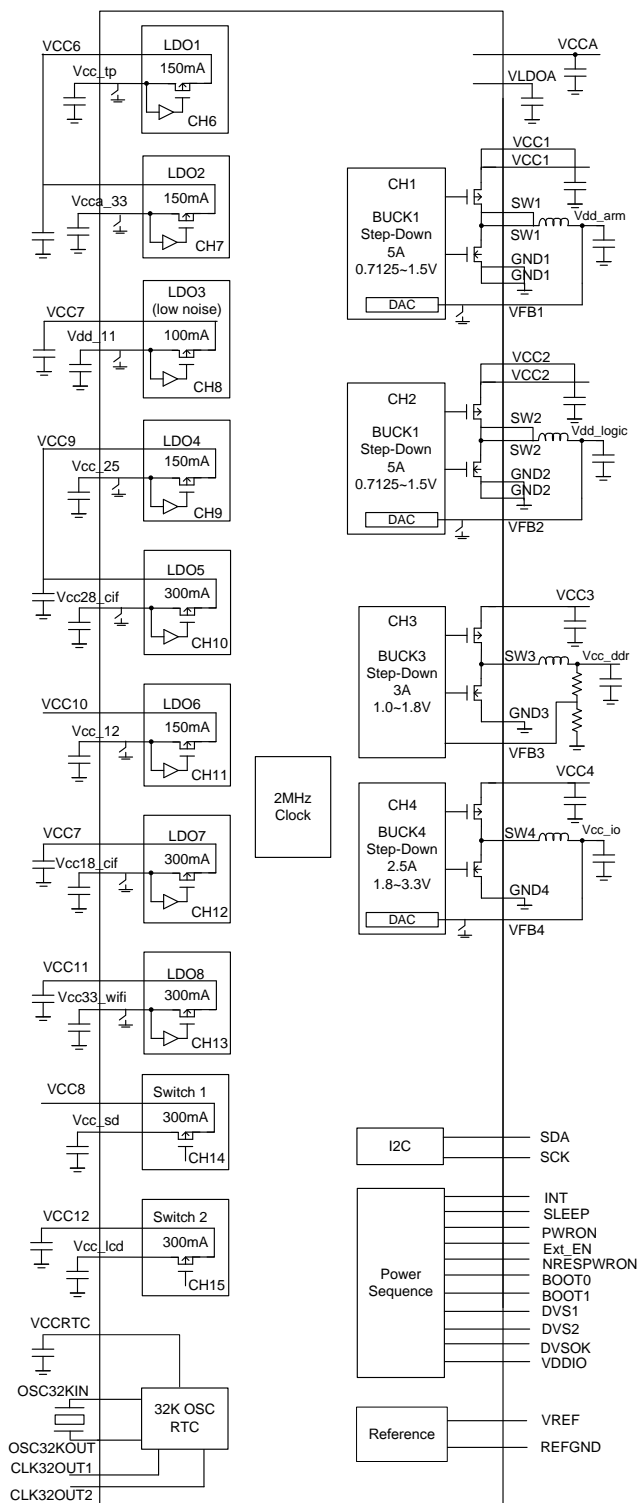 VCC6
LDO1
Vcc_tp
150mA
CH6
LDO2
Vcca_33
150mA
CH7
LDO3
(low noise)
VCC7
100mA
Vdd_11
CH8
VCC9
LDO4
150mA
Vcc_25
CH9
LDO5
300mA
Vcc28_cif
CH10
VCC10
LDO6
150mA
Vcc_12
CH11
VCC7
LDO7
300mA
Vcc18_cif
CH12
VCC11
LDO8
300mA
Vcc33_wifi
CH13
VCC8
Switch 1
300mA
Vcc_sd
CH14
VCC12
Switch 2
300mA
Vcc_lcd
CH15
VCCRTC
OSC32KIN
32K OSC
RTC
OSC32KOUT
CLK32OUT1
CLK32OUT2
2MHz
Clock
VCCA
VLDOA
VCC1
VCC1
CH1
BUCK1
Step-Down
5A
0.7125~1.5V
DAC
SW1
SW1
Vdd_arm
GND1
GND1
VFB1
VCC2
VCC2
CH2
BUCK1
Step-Down
5A
0.7125~1.5V
DAC
SW2
SW2
Vdd_logic
GND2
GND2
VFB2
VCC3
CH3
BUCK3
Step-Down
3A
1.0~1.8V
SW3
Vcc_ddr
GND3
VFB3
VCC4
CH4
BUCK4
Step-Down
2.5A
1.8~3.3V
DAC
SW4
Vcc_io
GND4
VFB4
I2C
SDA
SCK
Power
Sequence
INT
SLEEP
PWRON
Ext_EN
NRESPWRON
BOOT0
BOOT1
DVS1
DVS2
DVSOK
VDDIO
Reference
VREF
REFGND